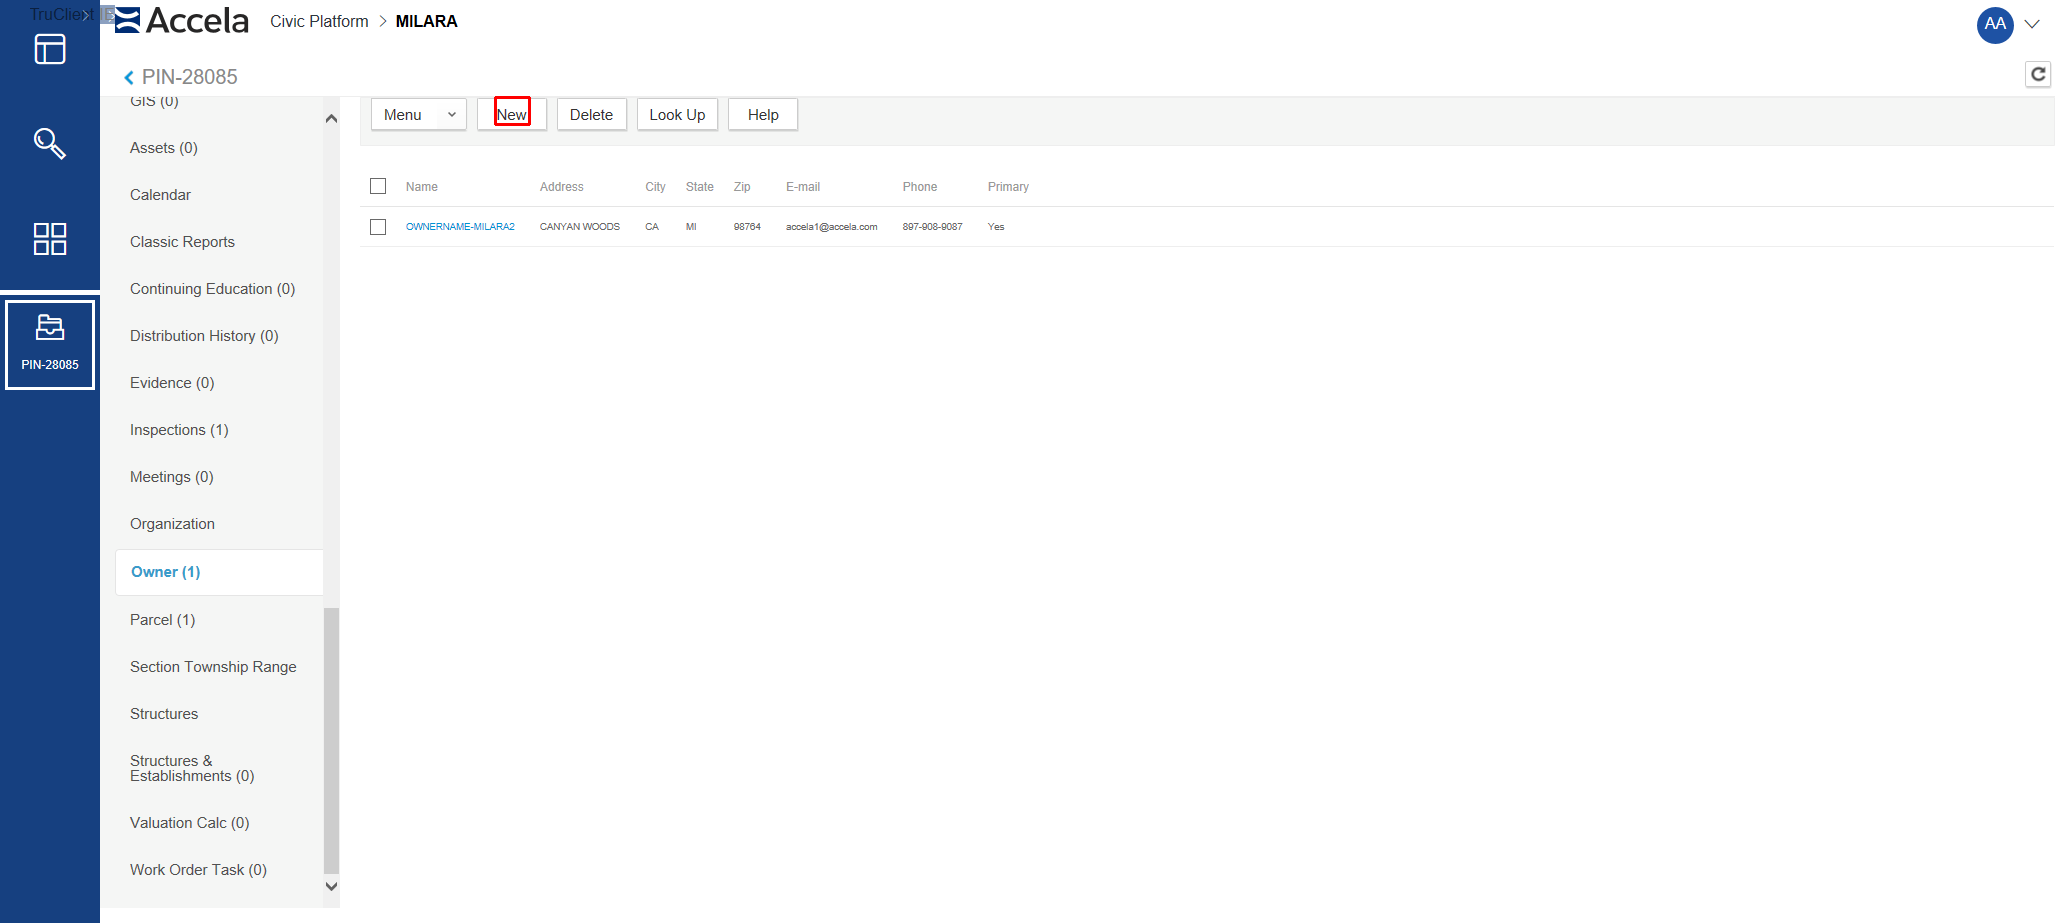 TruClient
Accela
Civic Platform > MILARA
AA
PIN-28085
PIN-28085
GIS (0)
Assets (0)
Calendar
Classic Reports
Continuing Education (0)
Distribution History (0)
Evidence (0)
Inspections (1)
Meetings (0)
Organization
Owner (1)
Parcel (1)
Section Township Range
Structures
Structures &
Establishments (0)
Valuation Calc (0)
Work Order Task (0)
Menu New Delete Look Up Help
Name Address City State Zip E-mail Phone Primary
OWNERNAME-MILARA2 CANYAN WOODS CA MI 98764 accela1@accela.com 897-908-9087 Yes